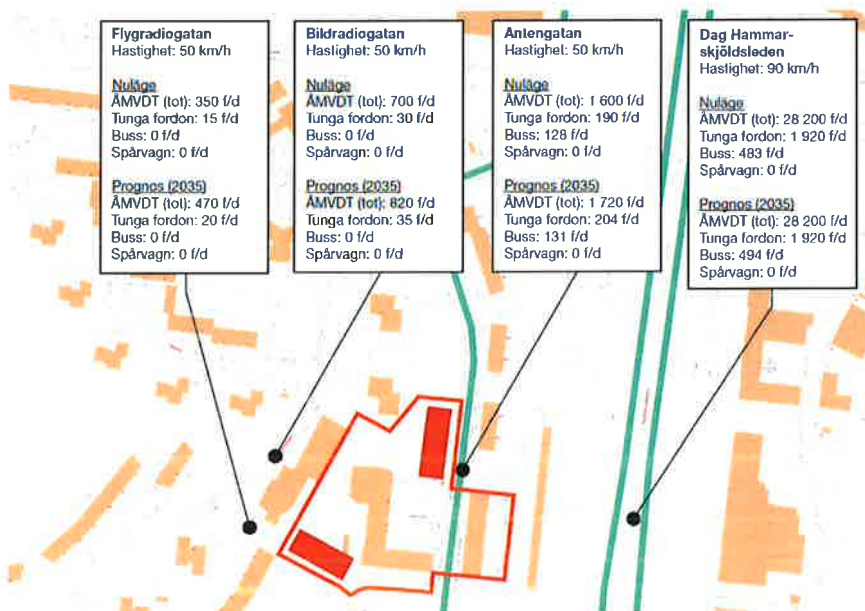 Flygradiogatan
Hastighet: 50 km/h
Nuläge
ÅMVDT (tot): 350 f/d
Tunga fordon: 15 f/d
Buss: 0 f/d
Spårvagn: 0 f/d
Prognos (2035)
ÅMVDT (tot): 470 f/d
Tunga fordon: 20 f/d
Buss: 0 f/d
Spårvagn: 0 f/d
Bildradiogatan
Hastighet: 50 km/h
Nuläge
ÅMVDT (tot): 700 f/d
Tunga fordon: 30 f/d
Buss: 0 f/d
Spårvagn: 0 f/d
Prognos (2035)
ÅMVDT (tot): 820 f/d
Tunga fordon: 35 f/d
Buss: 0 f/d
Spårvagn: 0 f/d
Antengatan
Hastighet: 50 km/h
Nuläge
ÅMVDT (tot): 1 600 f/d
Tunga fordon: 190 f/d
Buss: 128 f/d
Spårvagn: 0 f/d
Prognos (2035)
ÅMVDT (tot): 1 720 f/d
Tunga fordon: 204 f/d
Buss: 131 f/d
Spårvagn: 0 f/d
Dag Hammar-
skjöldsleden
Hastighet: 90 km/h
Nuläge
ÅMVDT (tot): 28 200 f/d
Tunga fordon: 1 920 f/d
Buss: 483 f/d
Spårvagn: 0 f/d
Prognos (2035)
ÅMVDT (tot): 28 200 f/d
Tunga fordon: 1 920 f/d
Buss: 494 f/d
Spårvagn: 0 f/d